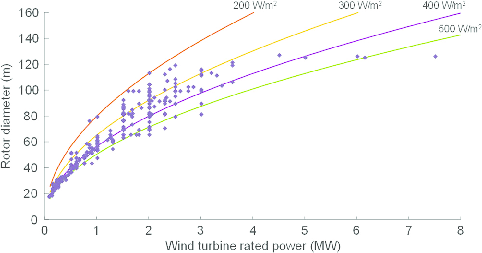 200 W/m²
300 W/m²
400 W/m²
500 W/m²
Rotor diameter (m)
160
140
120
100
80
60
40
20
0
0 1 2 3 4 5 6 7 8
Wind turbine rated power (MW)